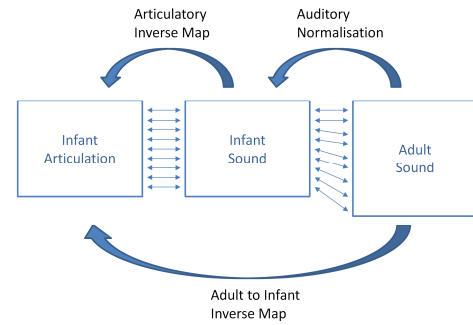 Articulatory
Inverse Map
Auditory
Normalisation
Infant
Articulation
Infant
Sound
Adult
Sound
Adult to Infant
Inverse Map